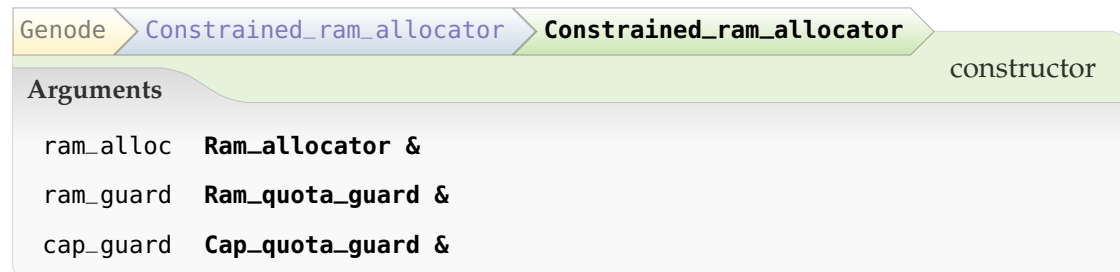 Genode Constrained_ram_allocator Constrained_ram_allocator
constructor
Arguments
ram_alloc Ram_allocator &
ram_guard Ram_quota_guard &
cap_guard Cap_quota_guard &